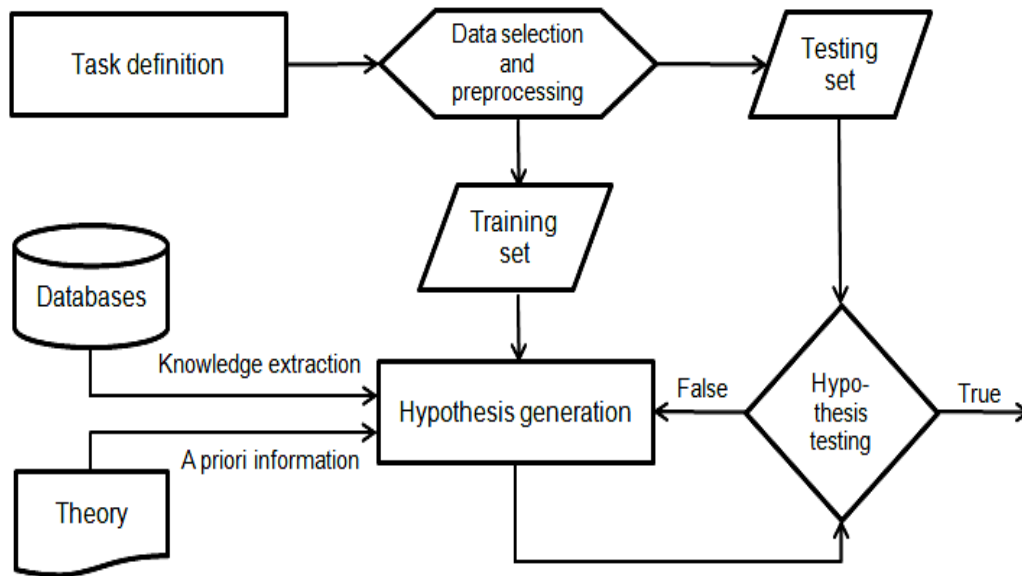 Task definition
Data selection
and
preprocessing
Testing
set
Training
set
Databases
Knowledge extraction
Hypothesis generation
False
Hypo-
thesis
testing
True
A priori information
Theory